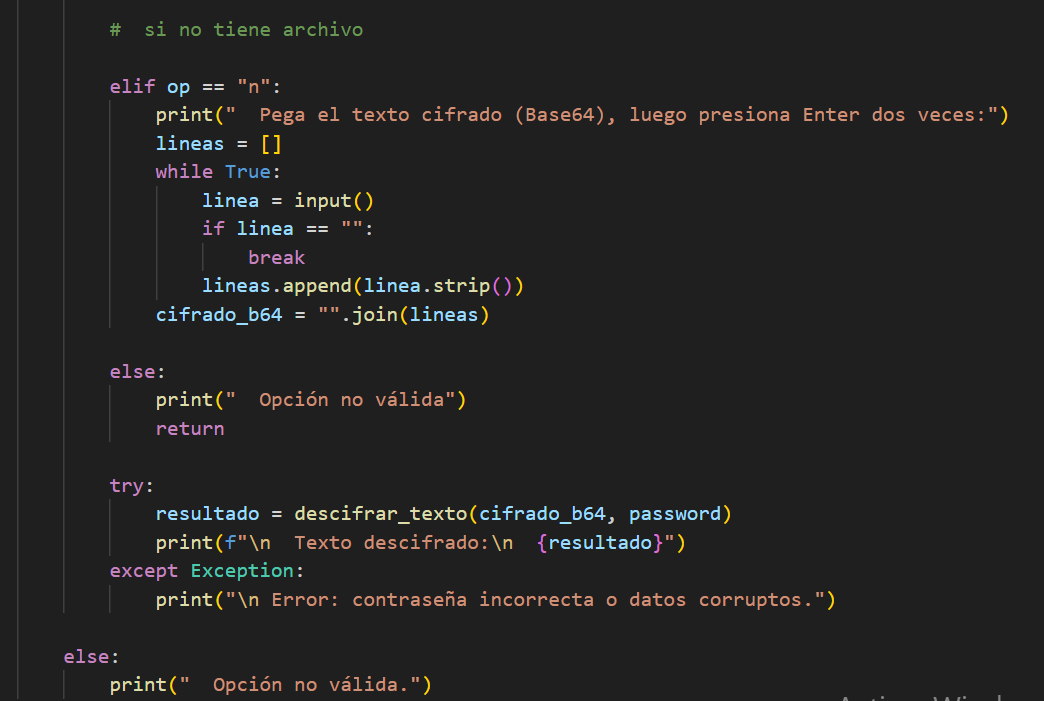 #  si no tiene archivo
elif op == "n":
print("  Pega el texto cifrado (Base64), luego presiona Enter dos veces:")
lineas = []
while True:
linea = input()
if linea == "":
break
lineas.append(linea.strip())
cifrado_b64 = "".join(lineas)
else:
print("  Opción no válida")
return
try:
resultado = descifrar_texto(cifrado_b64, password)
print(f"\n  Texto descifrado:\n  {resultado}")
except Exception:
print("\n Error: contraseña incorrecta o datos corruptos.")
else:
print("  Opción no válida.")